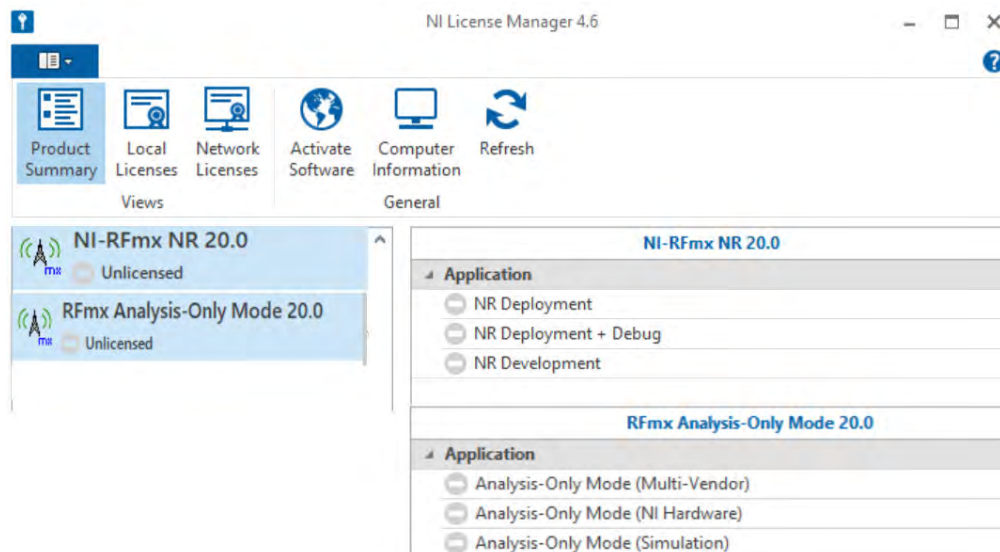 NI License Manager 4.6
Product Summary
Local Licenses
Network Licenses
Activate Software
Computer Information
Refresh
Views
General
NI-RFmx NR 20.0
mx
Unlicensed
RFmx Analysis-Only Mode 20.0
mx
Unlicensed
NI-RFmx NR 20.0
Application
NR Deployment
NR Deployment + Debug
NR Development
RFmx Analysis-Only Mode 20.0
Application
Analysis-Only Mode (Multi-Vendor)
Analysis-Only Mode (NI Hardware)
Analysis-Only Mode (Simulation)